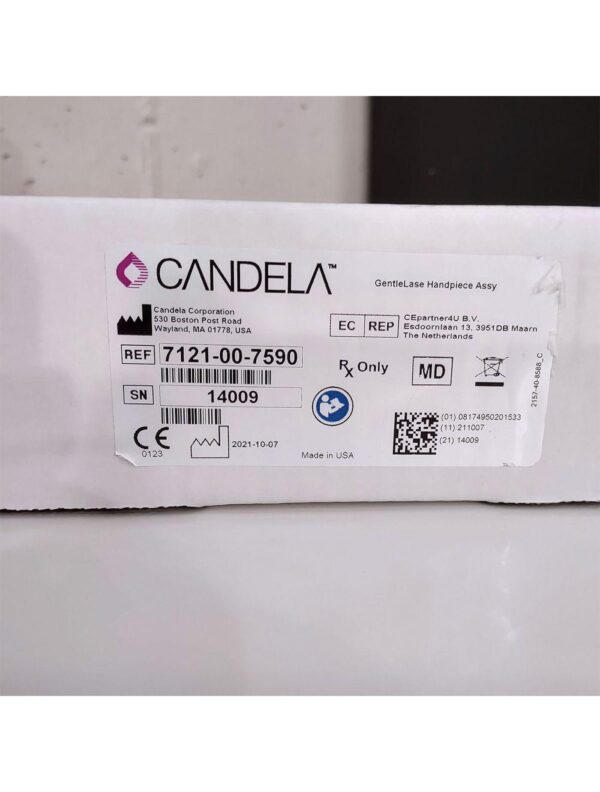 CANDELA™
GentleLase Handpiece Assy
Candela Corporation
530 Boston Post Road
Wayland, MA 01778, USA
EC REP
CEpartner4U B.V.
Esdoornlaan 13, 3951DB Maarn
The Netherlands
REF 7121-00-7590
Rx Only
MD
SN 14009
(01) 08174950201533
(11) 211007
(21) 14009
CE
0123
2021-10-07
Made in USA
2157-40-8588_C